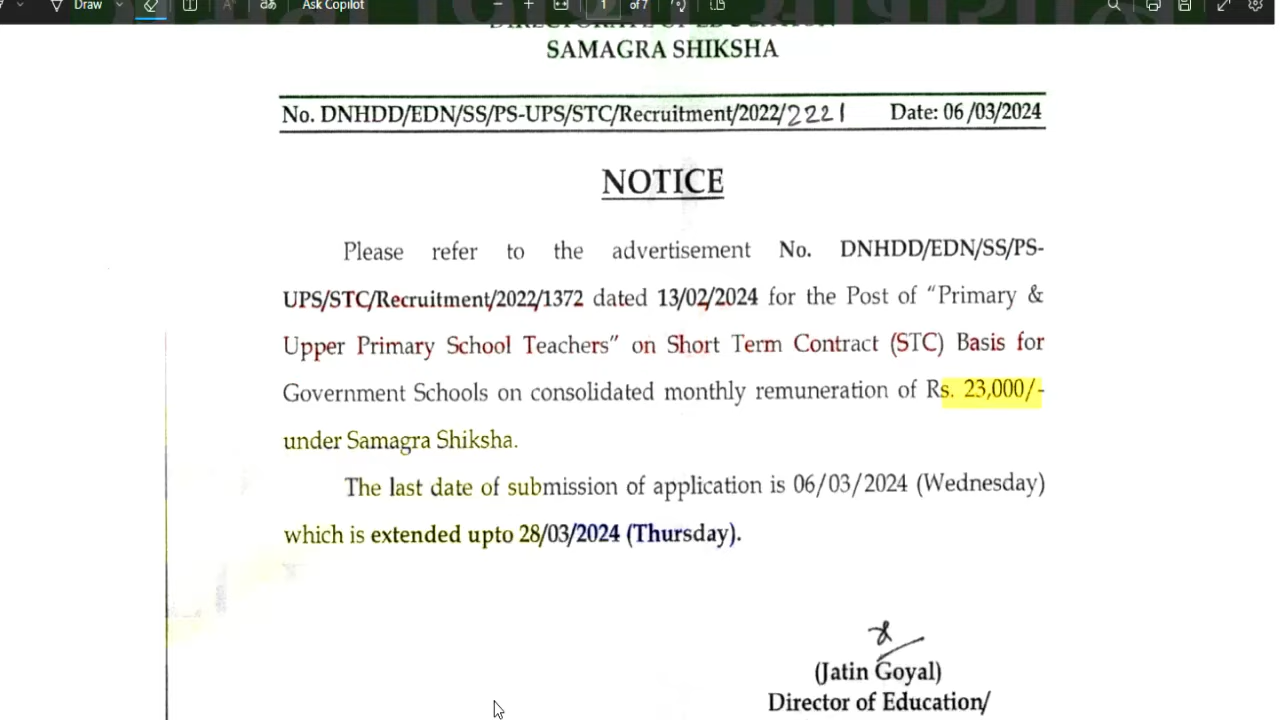 Draw
Ask Copilot
1 of 7
DIRECTORATE OF EDUCATION
SAMAGRA SHIKSHA
No. DNHDD/EDN/SS/PS-UPS/STC/Recruitment/2022/2221 Date: 06/03/2024
NOTICE
Please refer to the advertisement No. DNHDD/EDN/SS/PS-
UPS/STC/Recruitment/2022/1372 dated 13/02/2024 for the Post of “Primary &
Upper Primary School Teachers” on Short Term Contract (STC) Basis for
Government Schools on consolidated monthly remuneration of Rs. 23,000/-
under Samagra Shiksha.
The last date of submission of application is 06/03/2024 (Wednesday)
which is extended upto 28/03/2024 (Thursday).
(Jatin Goyal)
Director of Education/